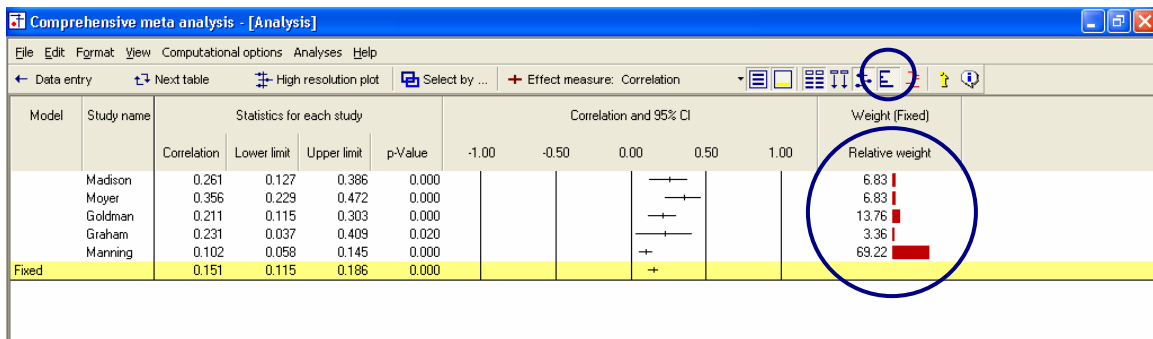 Comprehensive meta analysis - [Analysis]
File Edit Format View Computational options Analyses Help
Data entry Next table High resolution plot Select by ... Effect measure: Correlation
Model Study name Statistics for each study Correlation and 95% CI Weight (Fixed)
Correlation Lower limit Upper limit p-Value -1.00 -0.50 0.00 0.50 1.00 Relative weight
Madison 0.261 0.127 0.386 0.000 6.83
Moyer 0.356 0.229 0.472 0.000 6.83
Goldman 0.211 0.115 0.303 0.000 13.76
Graham 0.231 0.037 0.409 0.020 3.36
Manning 0.102 0.058 0.145 0.000 69.22
Fixed 0.151 0.115 0.186 0.000